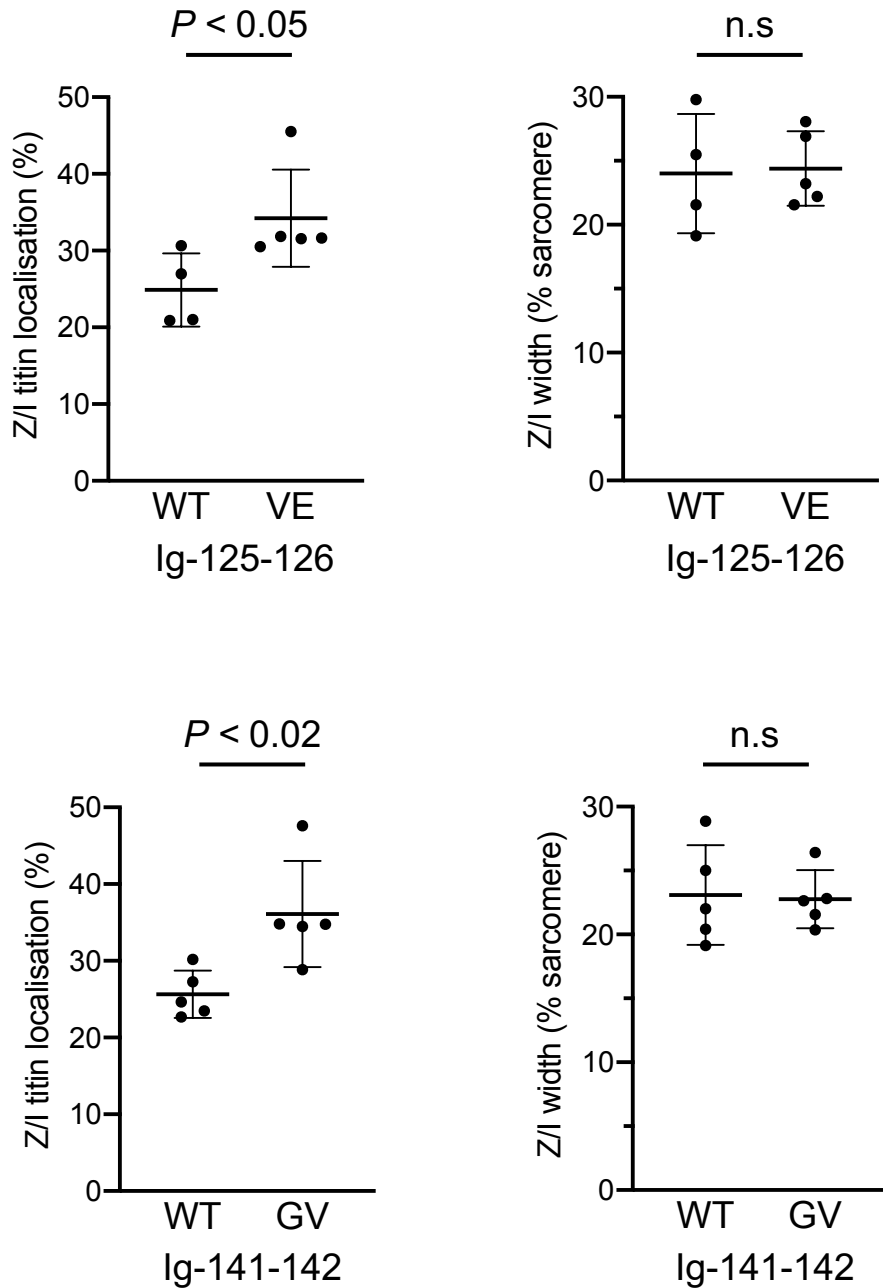 P < 0.05
50
40
30
20
10
0
Z/I titin localisation (%)
WT VE
Ig-125-126
n.s
30
20
10
0
Z/I width (% sarcomere)
WT VE
Ig-125-126
P < 0.02
50
40
30
20
10
0
Z/I titin localisation (%)
WT GV
Ig-141-142
n.s
30
20
10
0
Z/I width (% sarcomere)
WT GV
Ig-141-142